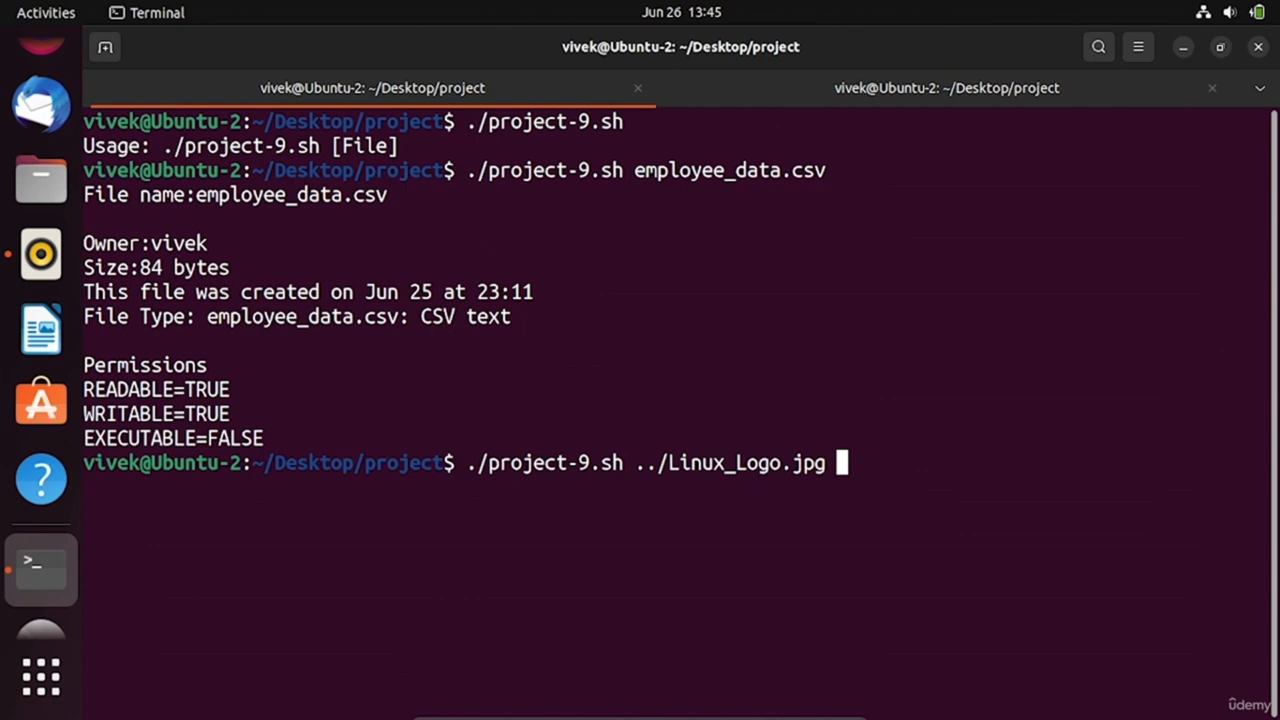 Activities
Terminal
Jun 26 13:45
vivek@Ubuntu-2: ~/Desktop/project
vivek@Ubuntu-2: ~/Desktop/project
vivek@Ubuntu-2: ~/Desktop/project
vivek@Ubuntu-2:~/Desktop/project$ ./project-9.sh
Usage: ./project-9.sh [File]
vivek@Ubuntu-2:~/Desktop/project$ ./project-9.sh employee_data.csv
File name:employee_data.csv
Owner:vivek
Size:84 bytes
This file was created on Jun 25 at 23:11
File Type: employee_data.csv: CSV text
Permissions
READABLE=TRUE
WRITABLE=TRUE
EXECUTABLE=FALSE
vivek@Ubuntu-2:~/Desktop/project$ ./project-9.sh ../Linux_Logo.jpg
udemy